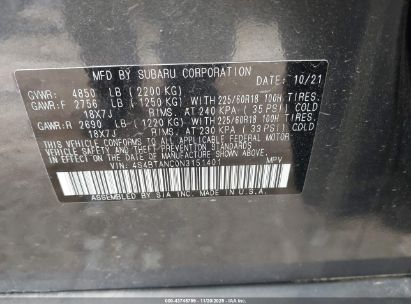 MFD BY SUBARU CORPORATION DATE: 10/21
GVWR: 4850 LB (2200 KG)
GAWR:F 2756 LB (1250 KG) WITH 225/60R18 100H TIRES,
18X7J RIMS, AT 240 KPA (35 PSI) COLD
GAWR:R 2690 LB (1220 KG) WITH 225/60R18 100H TIRES,
18X7J RIMS, AT 230 KPA (33 PSI) COLD
THIS VEHICLE CONFORMS TO ALL APPLICABLE FEDERAL MOTOR
VEHICLE SAFETY, BUMPER, AND THEFT PREVENTION STANDARDS
IN EFFECT ON THE DATE OF MANUFACTURE SHOWN ABOVE.
VIN: 4S4BTANC0N3151401 MPV
ASSEMBLED BY SIA INC. MADE IN U.S.A.